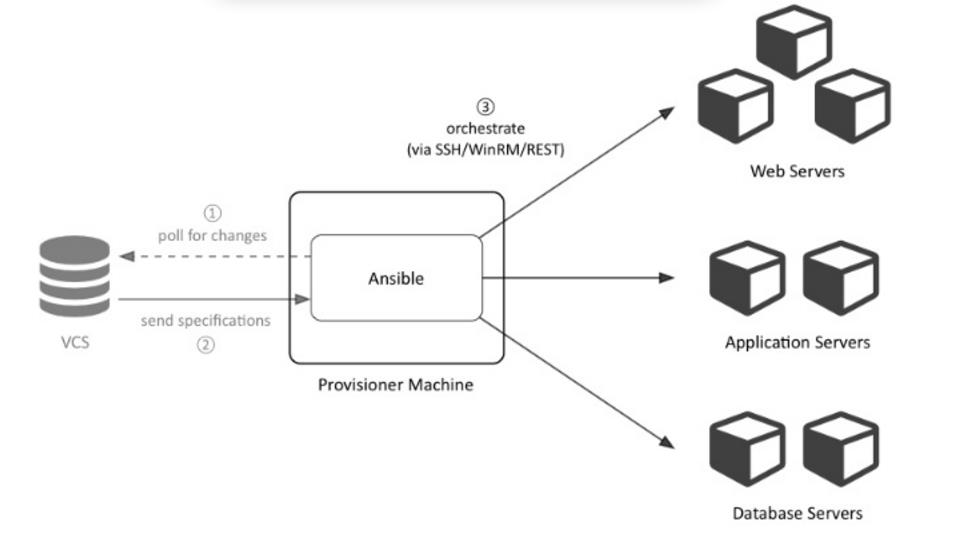 ③
orchestrate
(via SSH/WinRM/REST)
Web Servers
①
poll for changes
Ansible
send specifications
②
VCS
Provisioner Machine
Application Servers
Database Servers